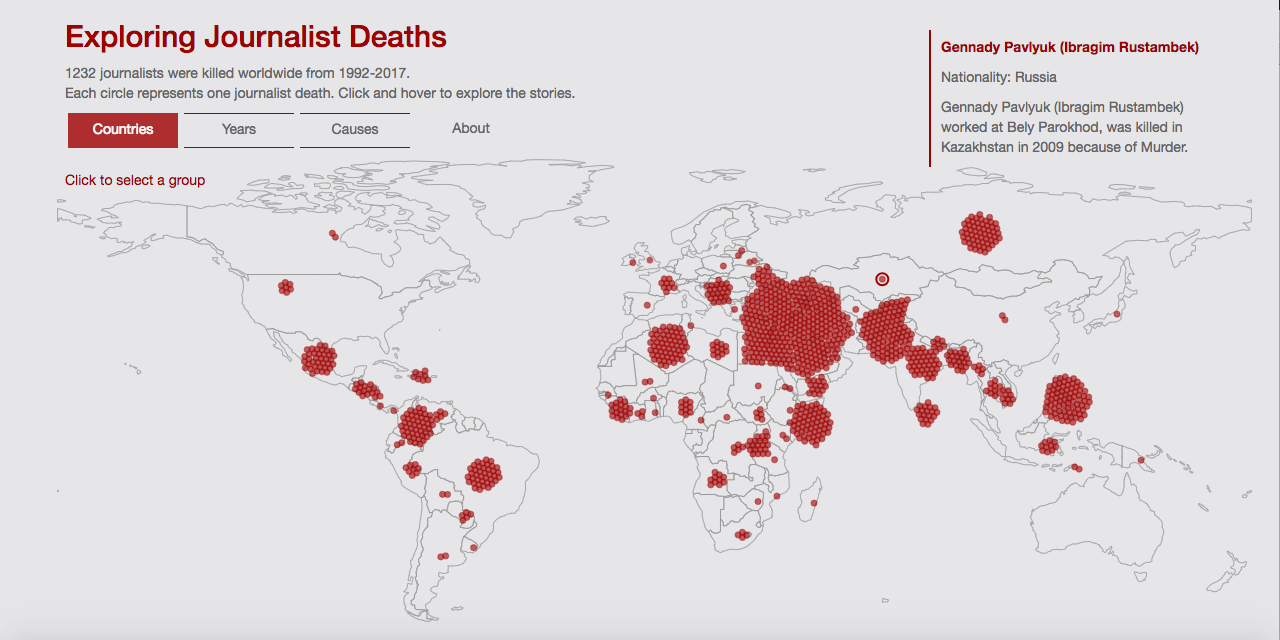 Exploring Journalist Deaths
1232 journalists were killed worldwide from 1992-2017.
Each circle represents one journalist death. Click and hover to explore the stories.
Countries
Years
Causes
About
Click to select a group
Gennady Pavlyuk (Ibragim Rustambek)
Nationality: Russia
Gennady Pavlyuk (Ibragim Rustambek)
worked at Bely Parokhod, was killed in
Kazakhstan in 2009 because of Murder.